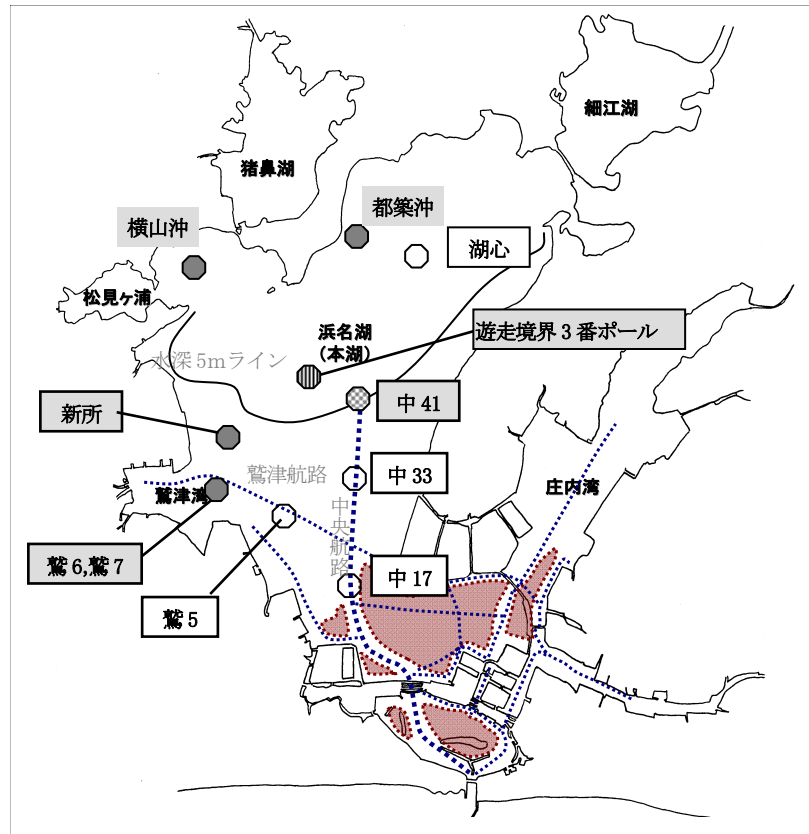 細江湖
猪鼻湖
都築沖
横山沖
湖心
松見ヶ浦
浜名湖
(本湖)
遊走境界3番ポール
水深5mライン
中41
新所
鷲津航路
中33
鷲津湾
庄内湾
中央航路
鷲6,鷲7
中17
鷲5